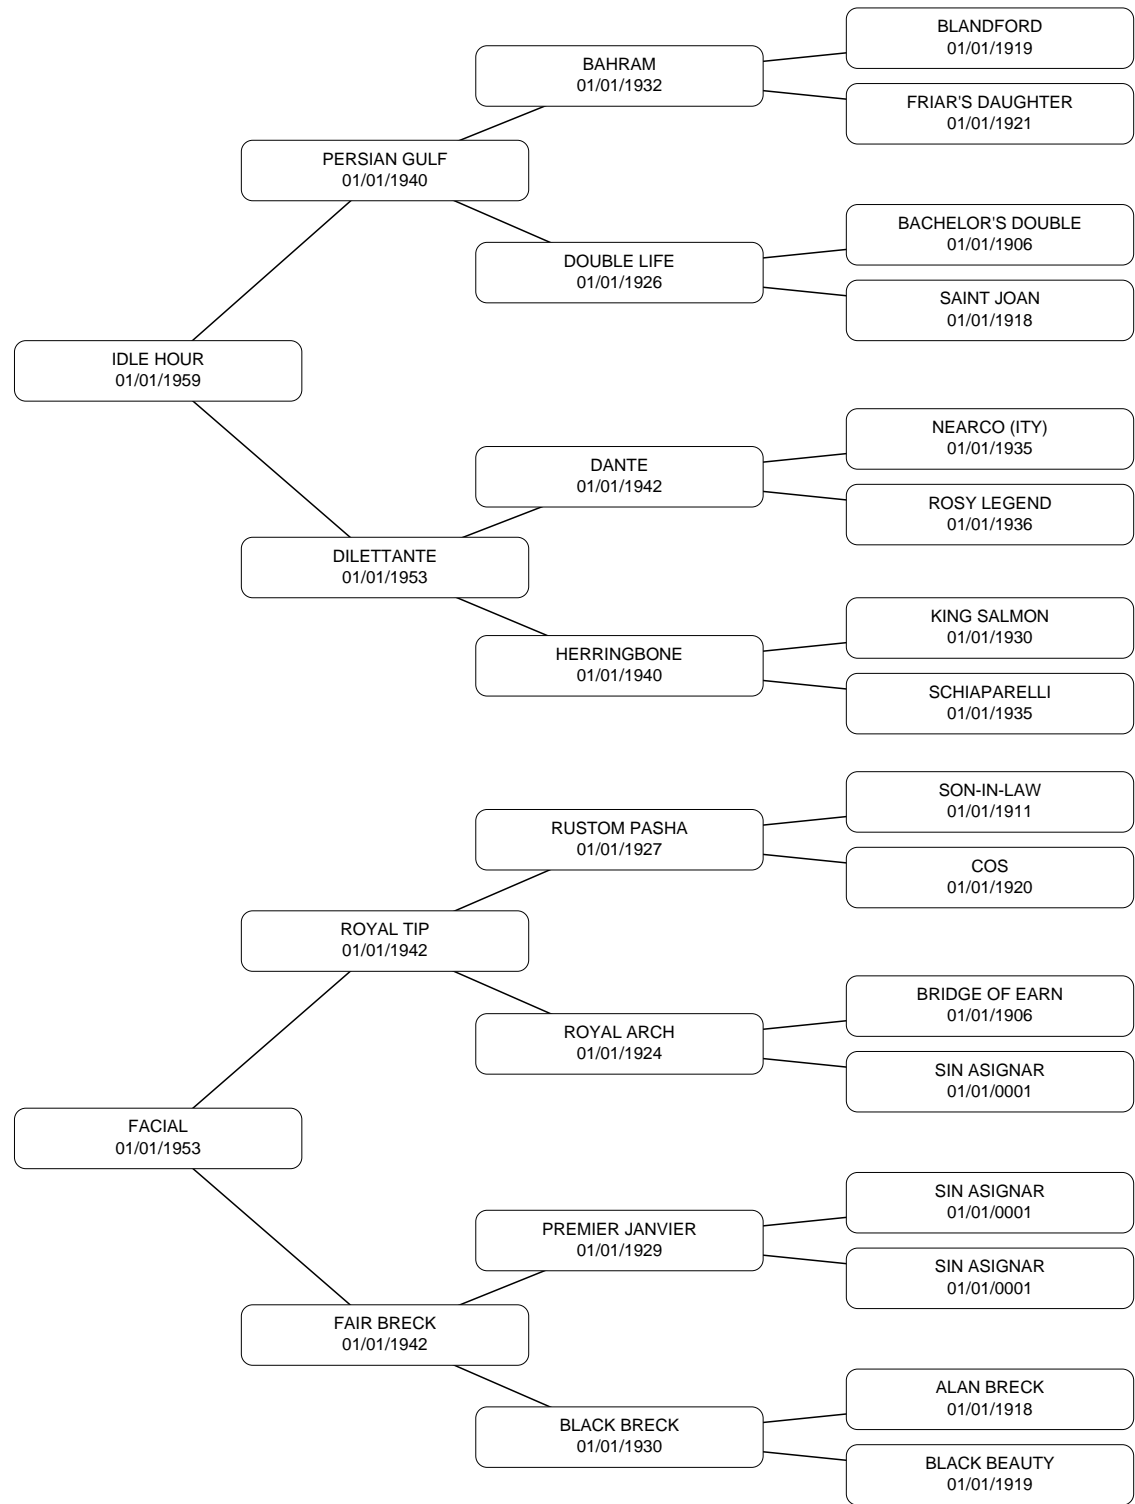 BLANDFORD
01/01/1919
BAHRAM
01/01/1932
FRIAR'S DAUGHTER
01/01/1921
PERSIAN GULF
01/01/1940
BACHELOR'S DOUBLE
01/01/1906
DOUBLE LIFE
01/01/1926
SAINT JOAN
01/01/1918
IDLE HOUR
01/01/1959
NEARCO (ITY)
01/01/1935
DANTE
01/01/1942
ROSY LEGEND
01/01/1936
DILETTANTE
01/01/1953
KING SALMON
01/01/1930
HERRINGBONE
01/01/1940
SCHIAPARELLI
01/01/1935
SON-IN-LAW
01/01/1911
RUSTOM PASHA
01/01/1927
COS
01/01/1920
ROYAL TIP
01/01/1942
BRIDGE OF EARN
01/01/1906
ROYAL ARCH
01/01/1924
SIN ASIGNAR
01/01/0001
FACIAL
01/01/1953
SIN ASIGNAR
01/01/0001
PREMIER JANVIER
01/01/1929
SIN ASIGNAR
01/01/0001
FAIR BRECK
01/01/1942
ALAN BRECK
01/01/1918
BLACK BRECK
01/01/1930
BLACK BEAUTY
01/01/1919